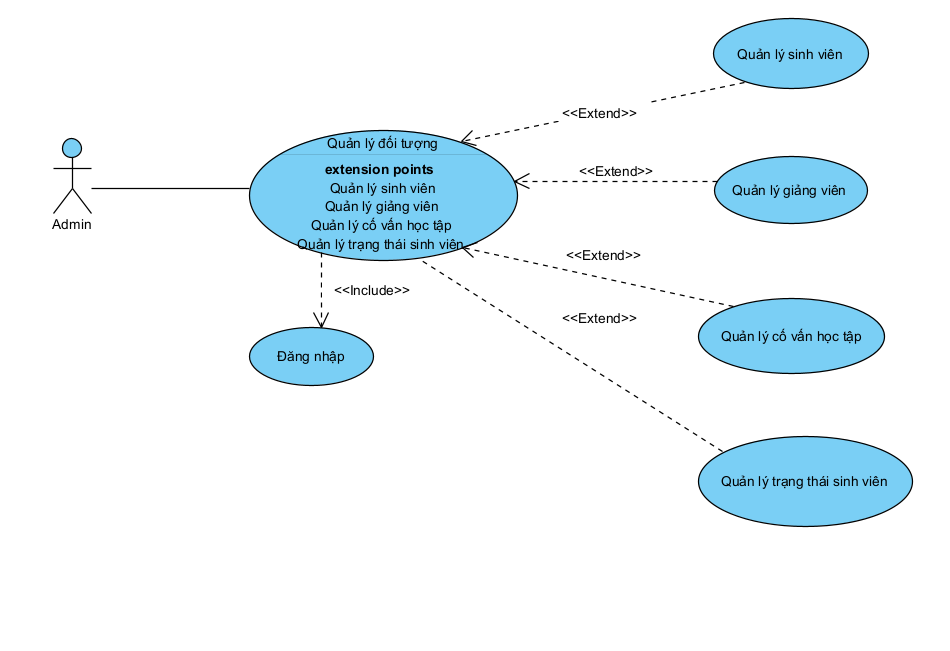 Quản lý sinh viên
<<Extend>>
Quản lý đối tượng
extension points
Quản lý sinh viên
Quản lý giảng viên
Quản lý cố vấn học tập
Quản lý trạng thái sinh viên
Admin
<<Extend>>
Quản lý giảng viên
<<Extend>>
<<Include>>
<<Extend>>
Quản lý cố vấn học tập
Đăng nhập
Quản lý trạng thái sinh viên